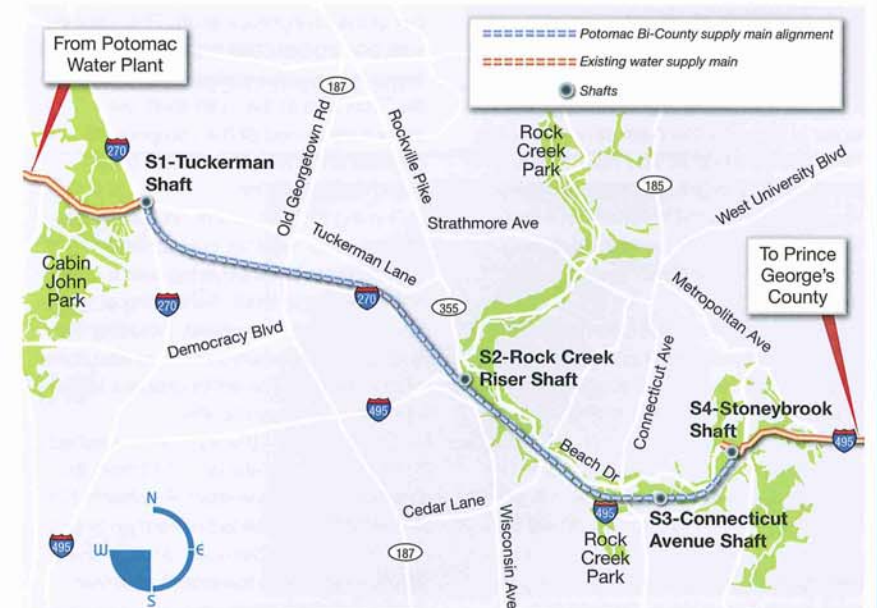 From Potomac
Water Plant
Potomac Bi-County supply main alignment
Existing water supply main
Shafts
187
270
S1-Tuckerman
Shaft
Old Georgetown Rd
Rockville Pike
Rock
Creek
Park
185
West University Blvd
Strathmore Ave
Tuckerman Lane
To Prince
George's
County
Cabin
John
Park
270
270
355
Metropolitan Ave
Democracy Blvd
S2-Rock Creek
Riser Shaft
Connecticut Ave
495
S4-Stoneybrook
Shaft
495
Beach Dr
Cedar Lane
Wisconsin Ave
495
S3-Connecticut
Avenue Shaft
Rock
Creek
Park
187
495
N
W
E
S